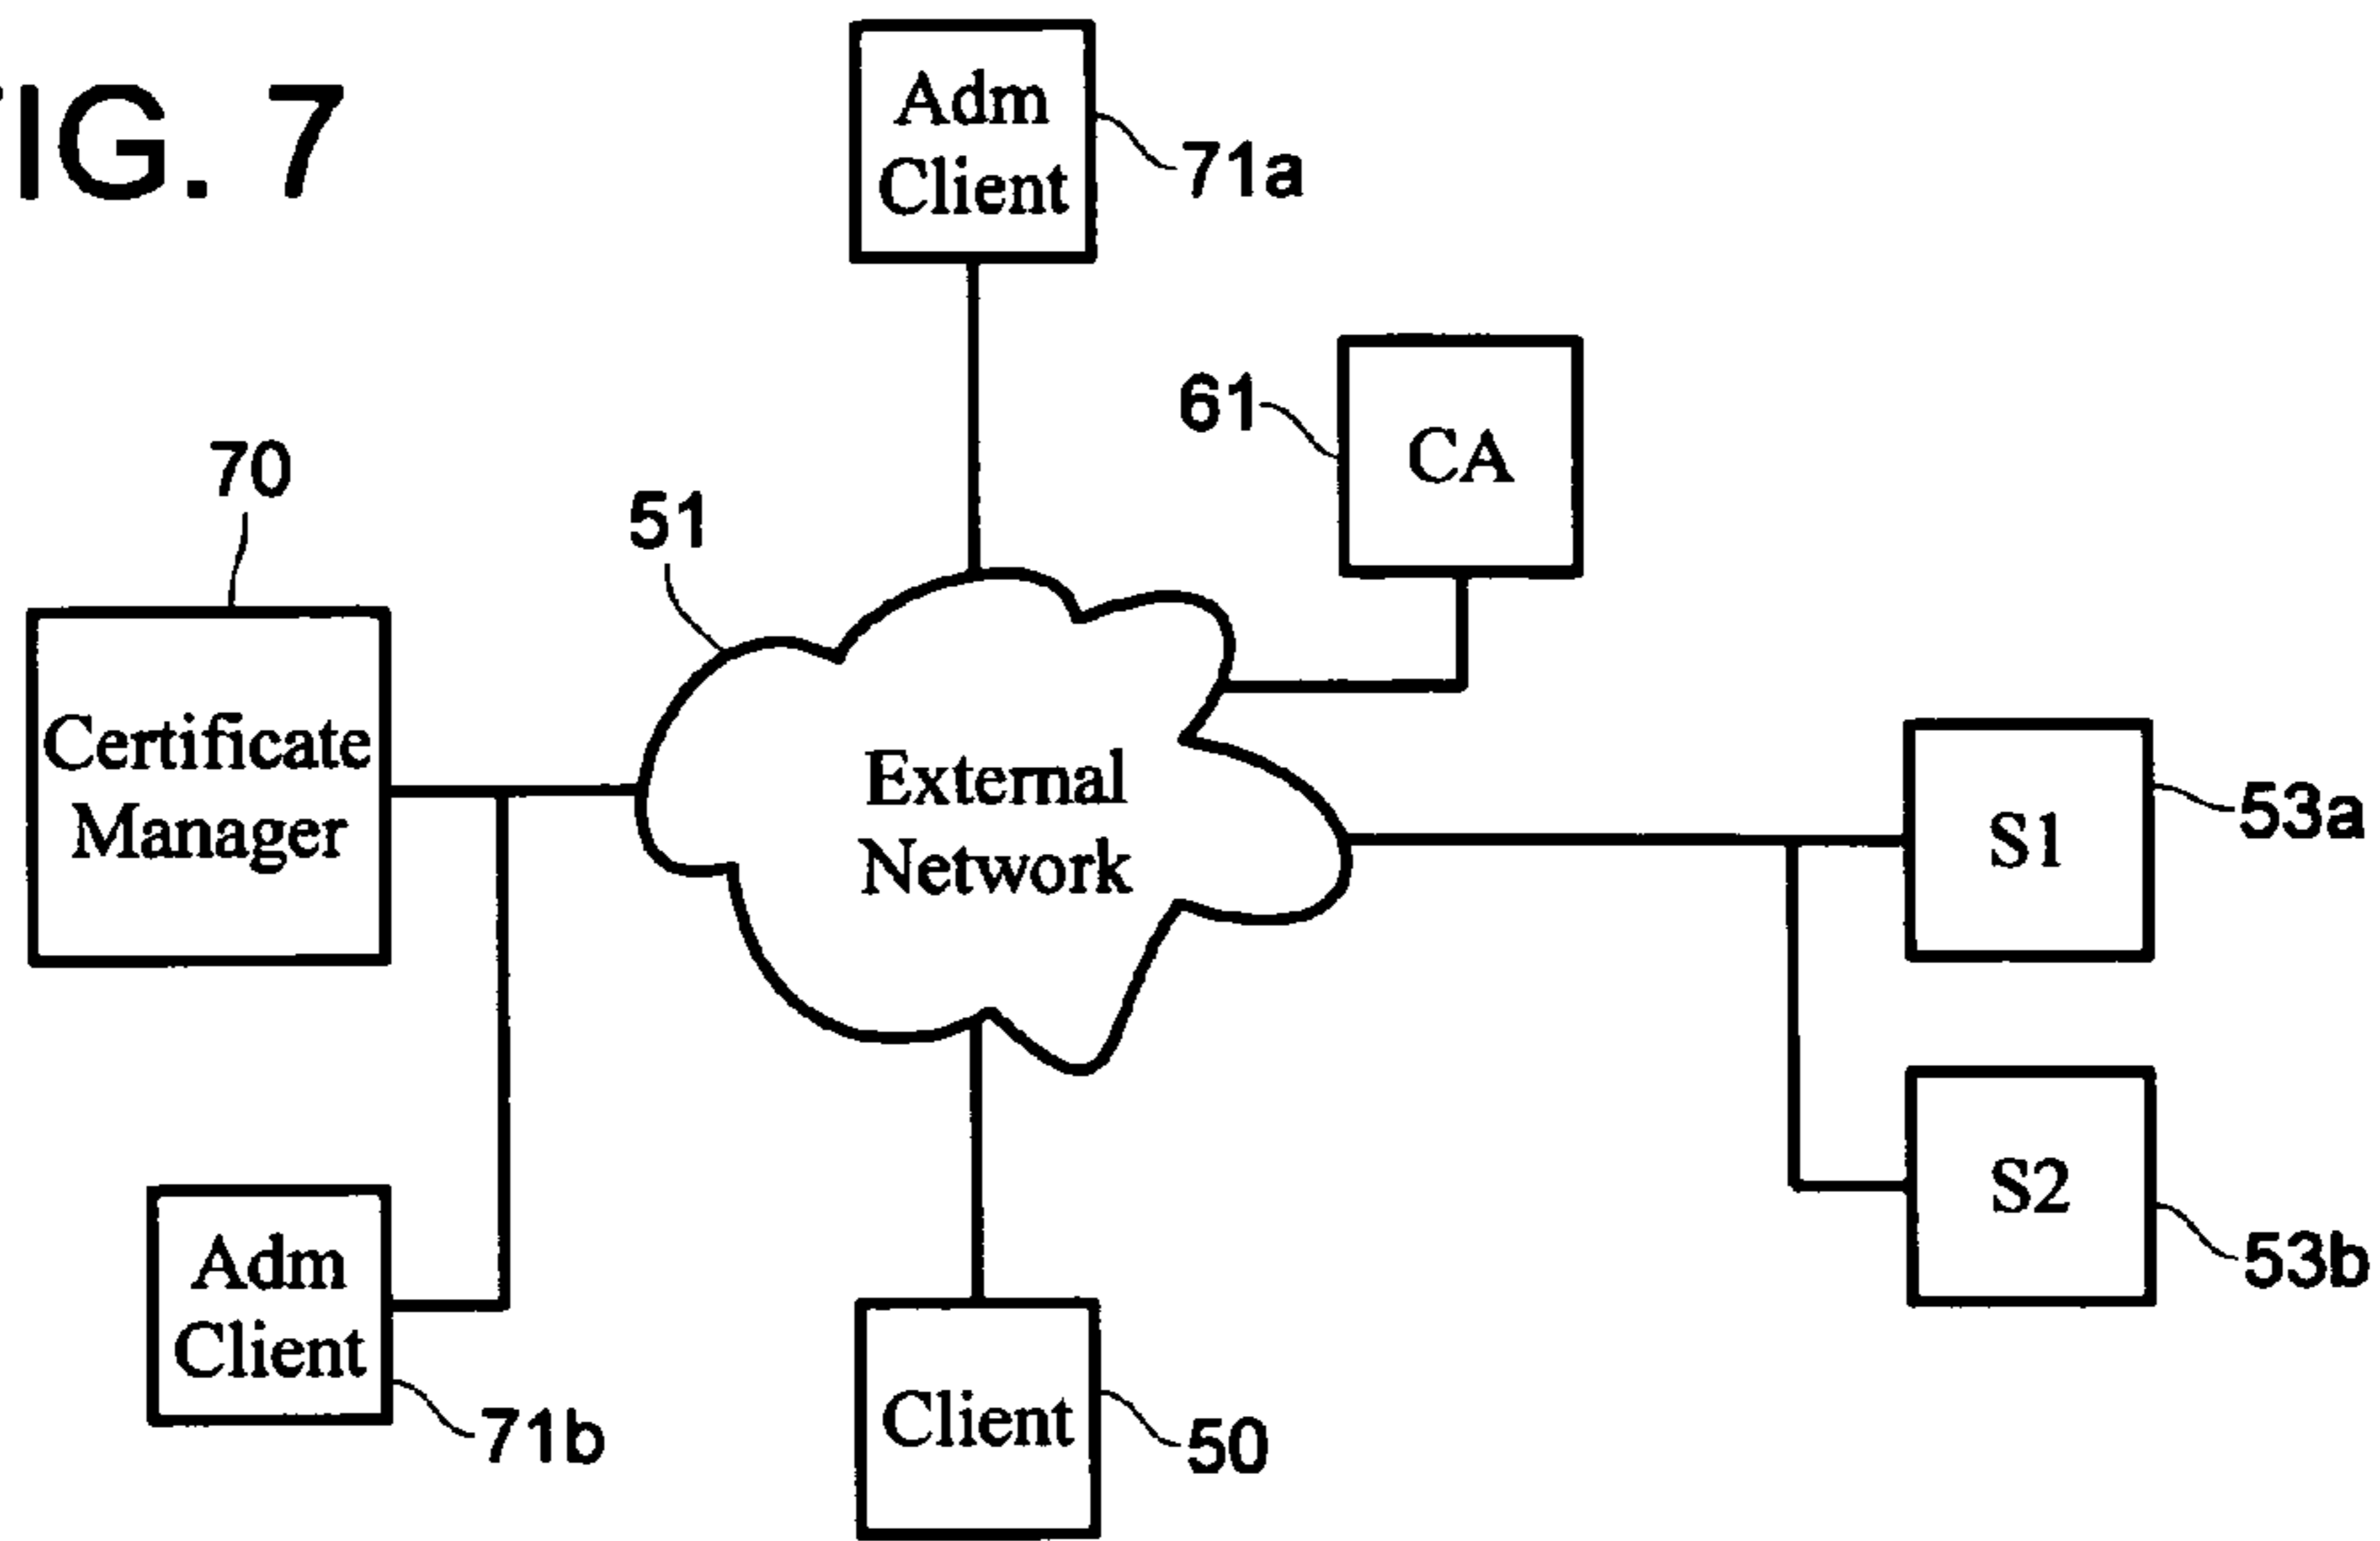 FIG. 7
Adm
Client
71a
61
CA
70
51
Certificate
Manager
External
Network
S1
53a
S2
53b
Adm
Client
71b
Client
50